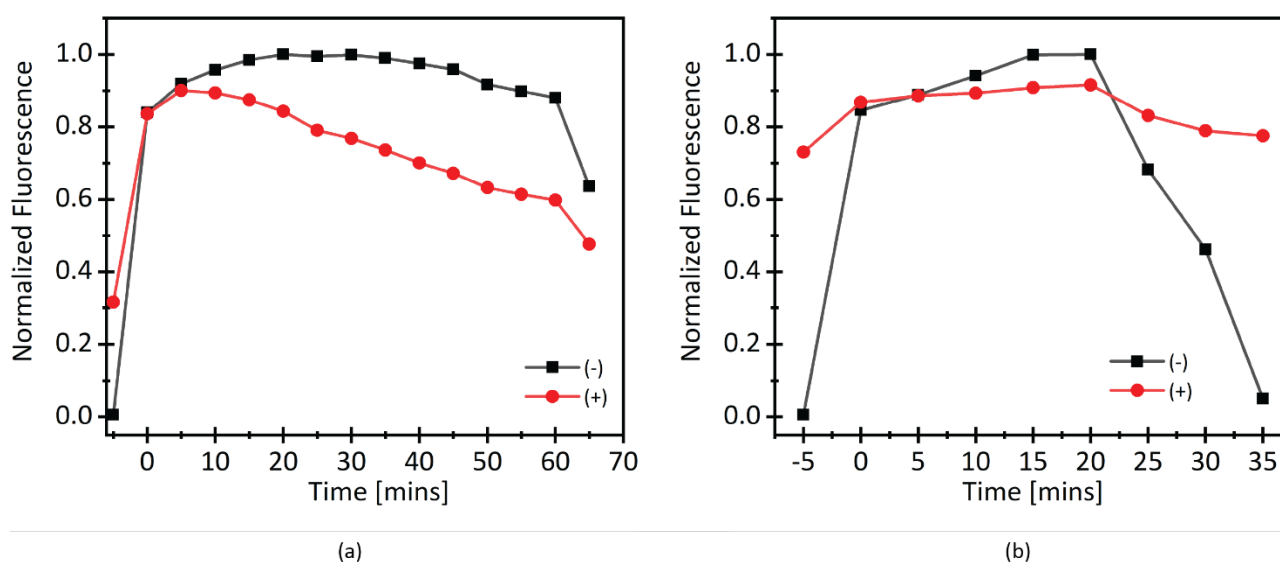 Normalized Fluorescence
1.0
0.8
0.6
0.4
0.2
0.0
(-)
(+)
0 10 20 30 40 50 60 70
Time [mins]
(a)
Normalized Fluorescence
1.0
0.8
0.6
0.4
0.2
0.0
(-)
(+)
-5 0 5 10 15 20 25 30 35
Time [mins]
(b)